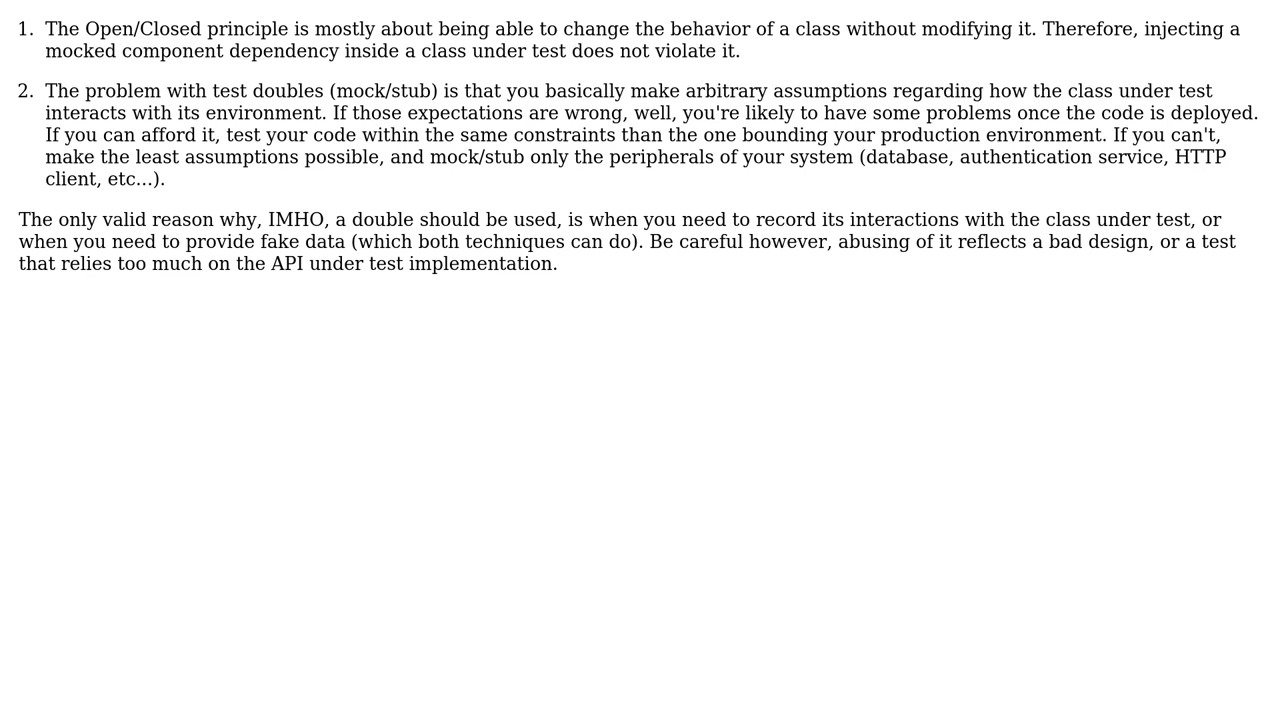 1. The Open/Closed principle is mostly about being able to change the behavior of a class without modifying it. Therefore, injecting a
mocked component dependency inside a class under test does not violate it.
2. The problem with test doubles (mock/stub) is that you basically make arbitrary assumptions regarding how the class under test
interacts with its environment. If those expectations are wrong, well, you're likely to have some problems once the code is deployed.
If you can afford it, test your code within the same constraints than the one bounding your production environment. If you can't,
make the least assumptions possible, and mock/stub only the peripherals of your system (database, authentication service, HTTP
client, etc...).
The only valid reason why, IMHO, a double should be used, is when you need to record its interactions with the class under test, or
when you need to provide fake data (which both techniques can do). Be careful however, abusing of it reflects a bad design, or a test
that relies too much on the API under test implementation.